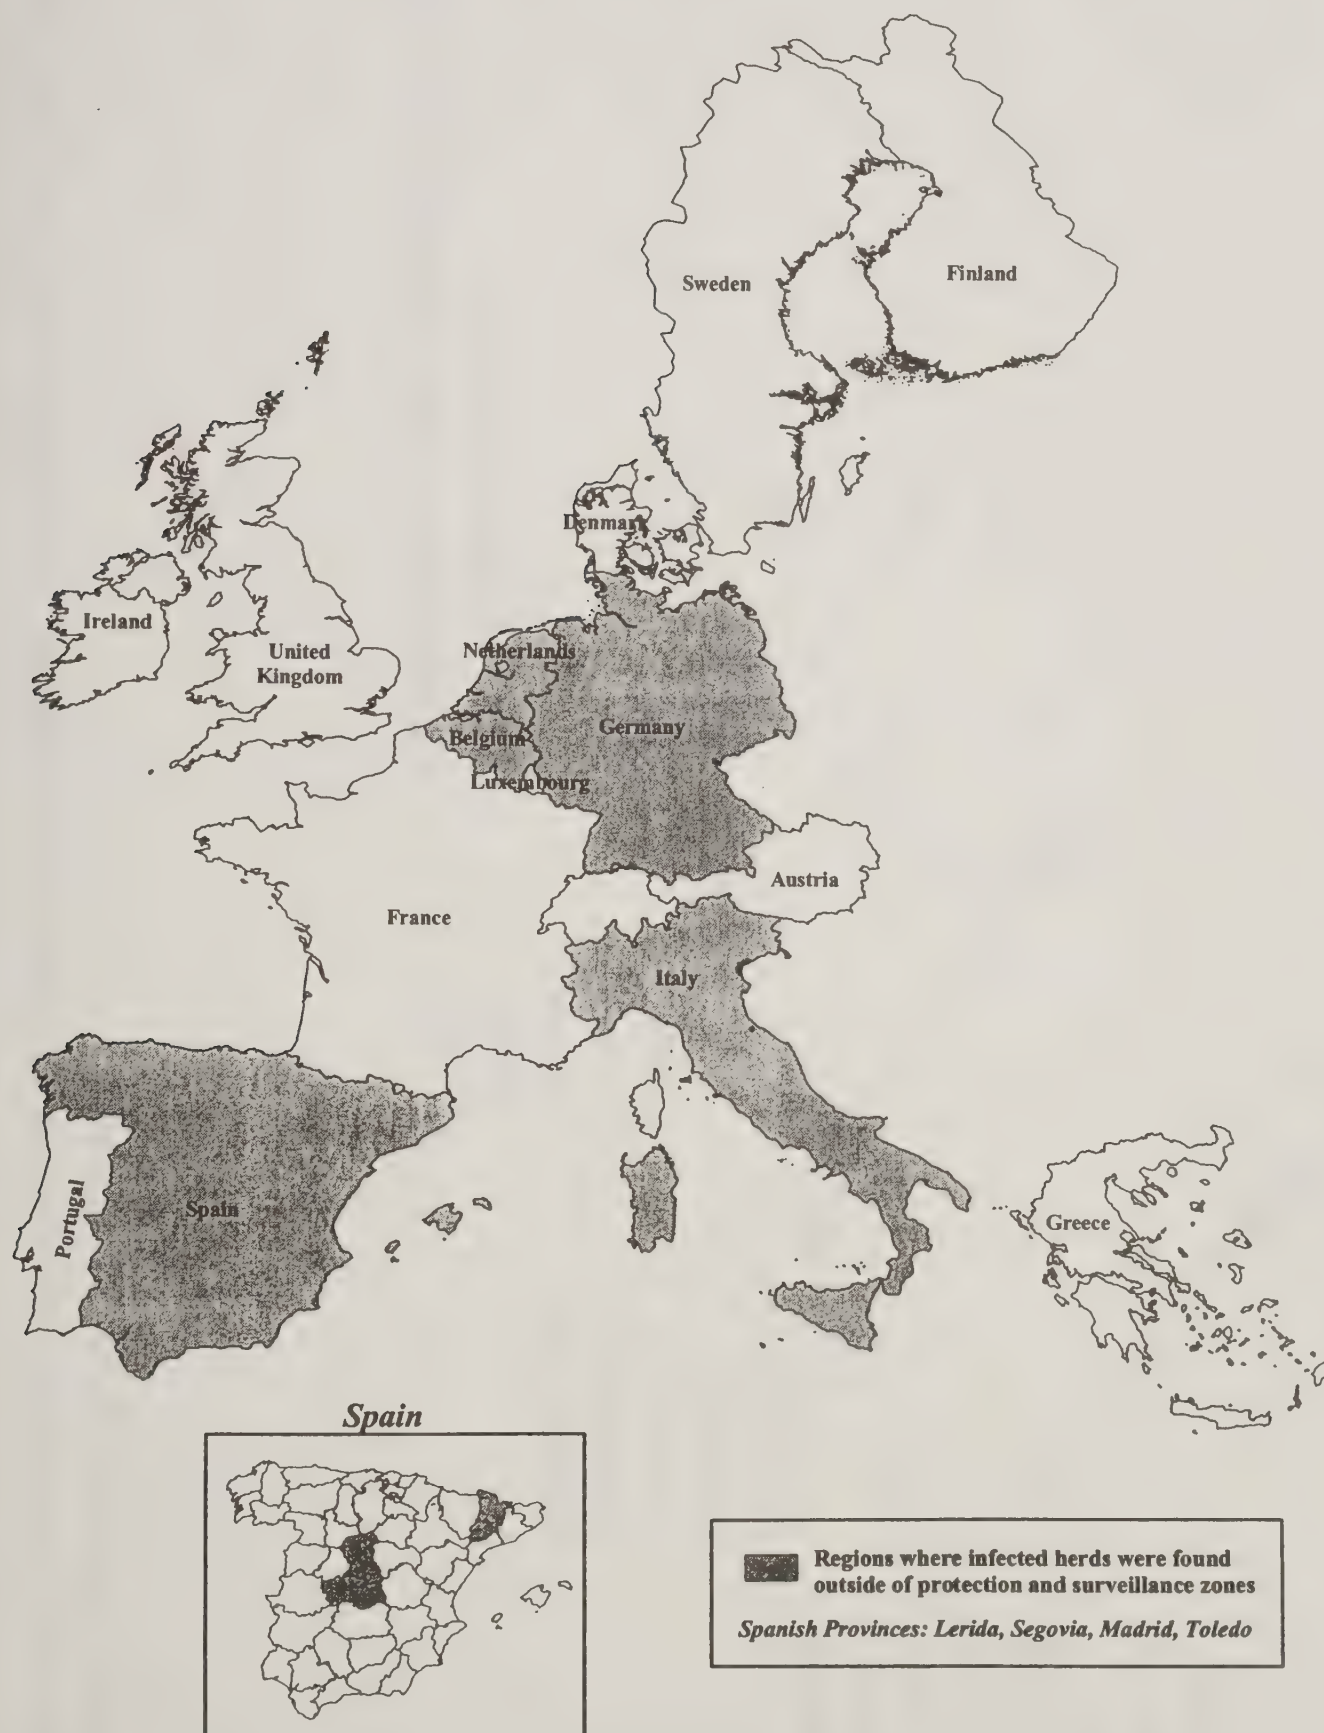 Sweden
Finland
Denmark
Ireland
United
Kingdom
Netherlands
Belgium
Germany
Luxembourg
Austria
France
Italy
Portugal
Spain
Greece
Spain
Regions where infected herds were found
outside of protection and surveillance zones
Spanish Provinces: Lerida, Segovia, Madrid, Toledo